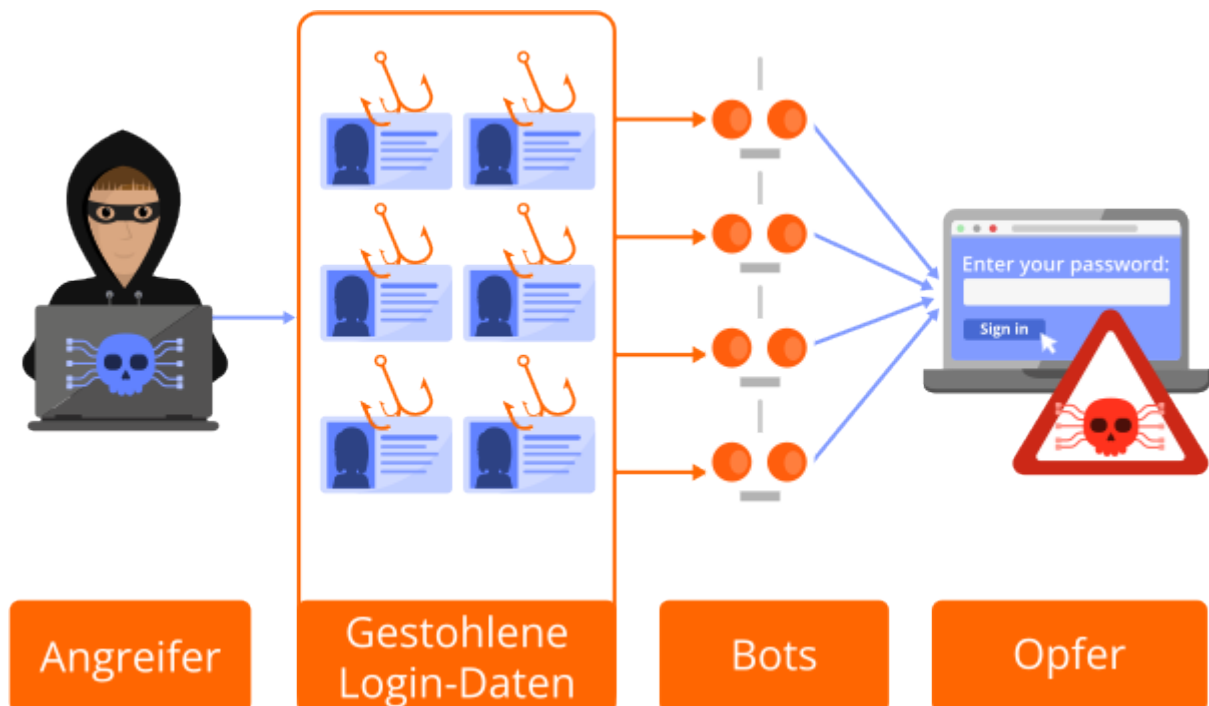 Enter your password:
Sign in
Angreifer
Gestohlene
Login-Daten
Bots
Opfer